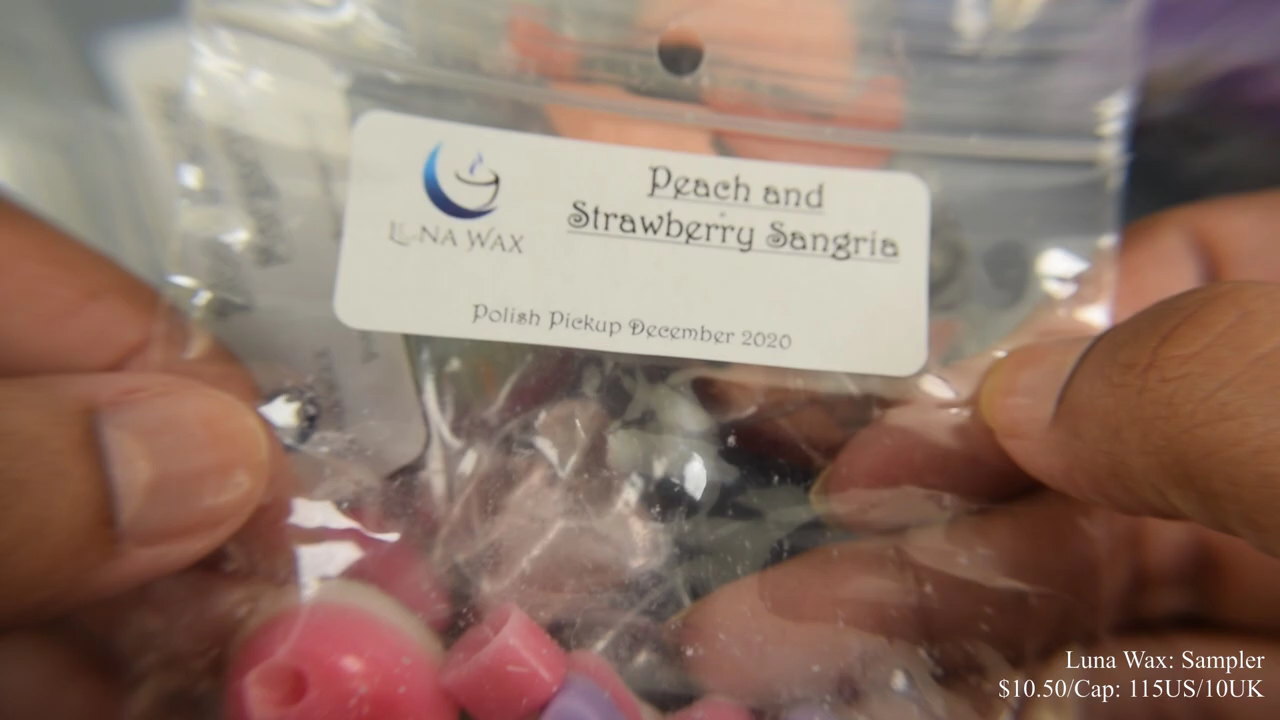 Peach and
Strawberry Sangria
LUNA WAX
Polish Pickup December 2020
Luna Wax: Sampler
$10.50/Cap: 115US/10UK